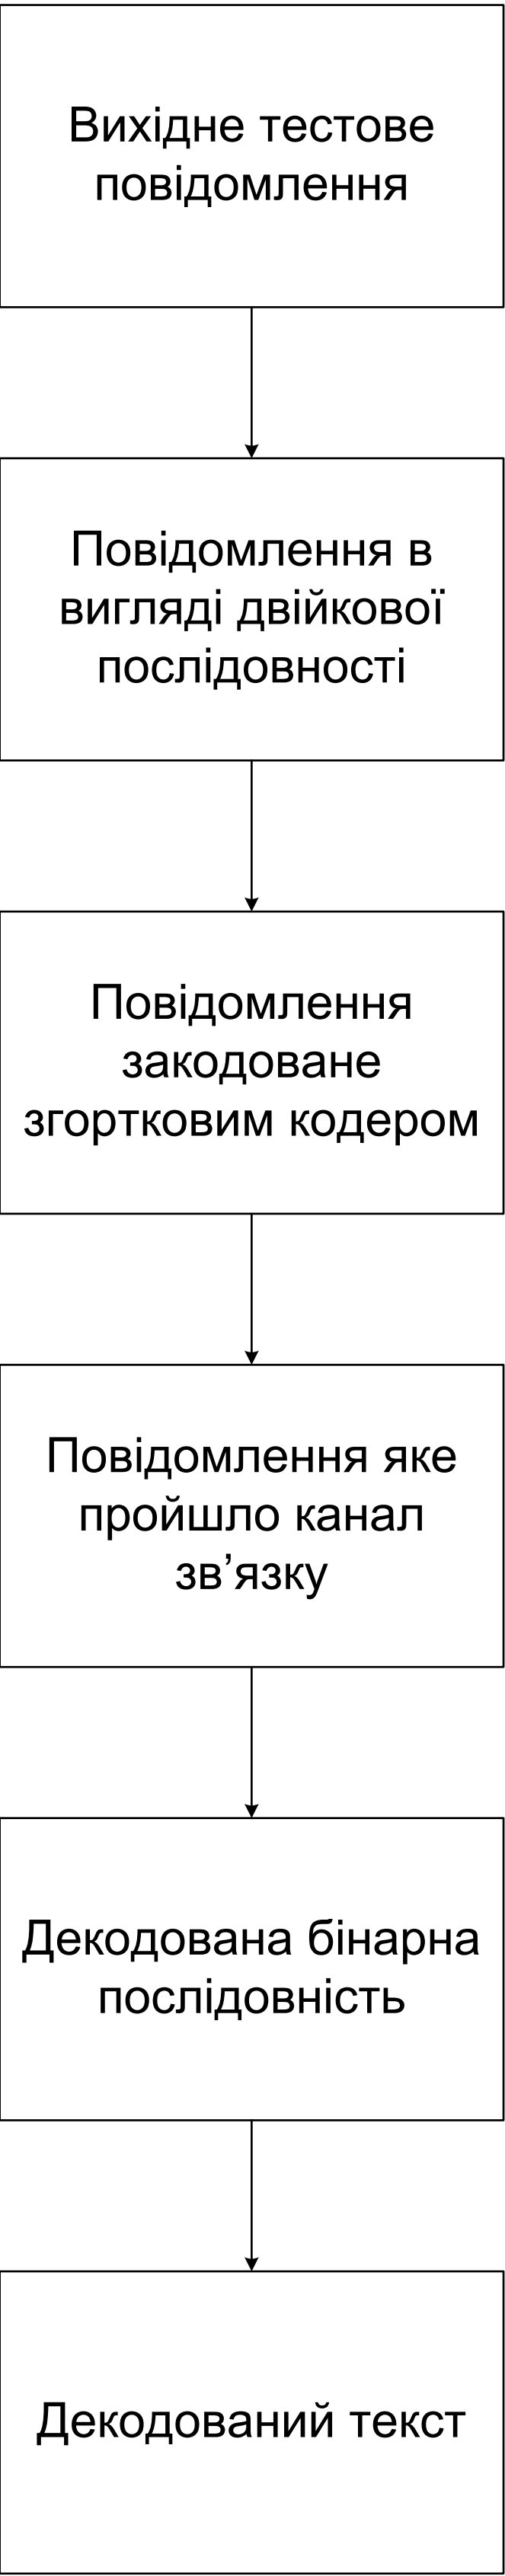 Вихідне тестове
повідомлення
Повідомлення в
вигляді двійкової
послідовності
Повідомлення
закодоване
згортковим кодером
Повідомлення яке
пройшло канал
зв’язку
Декодована бінарна
послідовність
Декодований текст